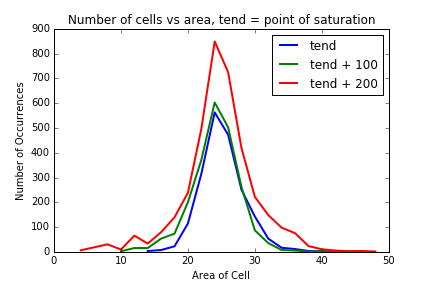 Number of cells vs area, tend = point of saturation
900
800
700
600
500
400
300
200
100
0
Number of Occurrences
tend
tend + 100
tend + 200
0
10
20
30
40
50
Area of Cell